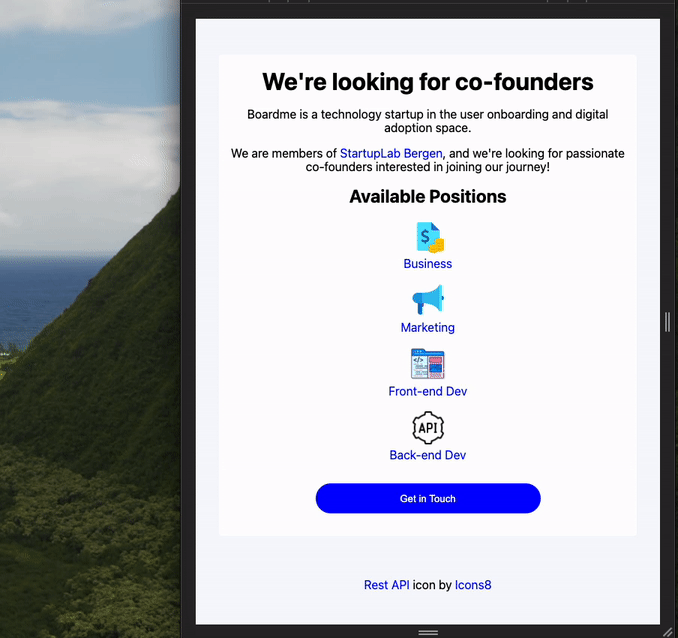 We're looking for co-founders
Boardme is a technology startup in the user onboarding and digital
adoption space.
We are members of StartupLab Bergen, and we're looking for passionate
co-founders interested in joining our journey!
Available Positions
$
Business
Marketing
</>
Front-end Dev
API
Back-end Dev
Get in Touch
Rest API icon by Icons8